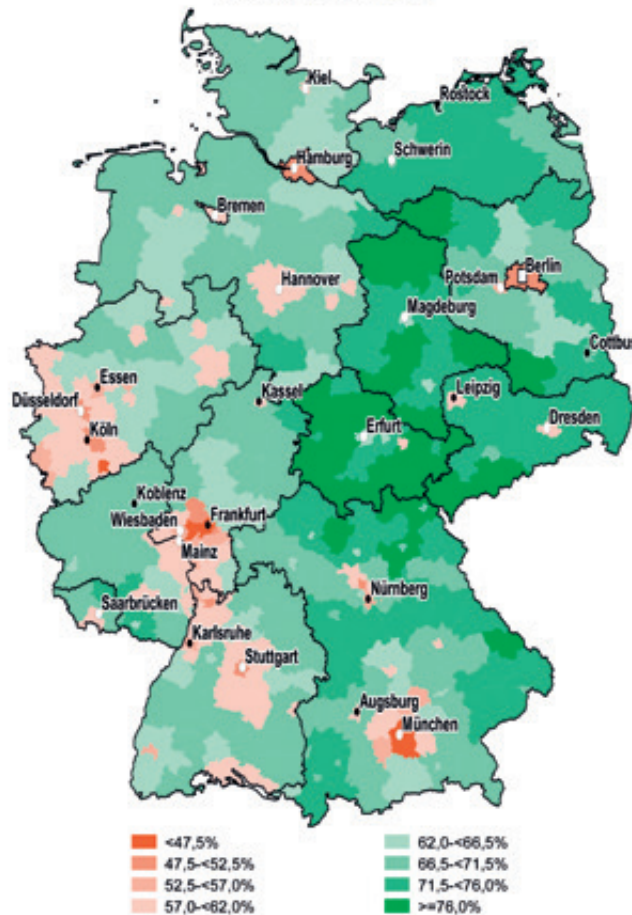 Kiel
Rostock
Hamburg
Schwerin
Bremen
Hannover
Potsdam
Berlin
Magdeburg
Cottbus
Essen
Düsseldorf
Kassel
Leipzig
Köln
Erfurt
Dresden
Koblenz
Wiesbaden
Frankfurt
Mainz
Nürnberg
Saarbrücken
Karlsruhe
Stuttgart
Augsburg
München
<47,5%
47,5-<52,5%
52,5-<57,0%
57,0-<62,0%
62,0-<66,5%
66,5-<71,5%
71,5-<76,0%
>=76,0%